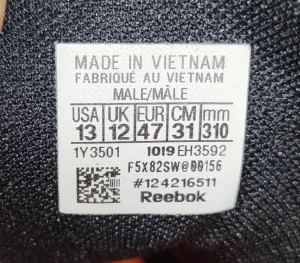 MADE IN VIETNAM
FABRIQUÉ AU VIETNAM
MALE/MÂLE
USA UK EUR CM mm
13 12 47 31 310
1Y3501 1019 EH3592
F5X82SW@00156
#124216511
Reebok